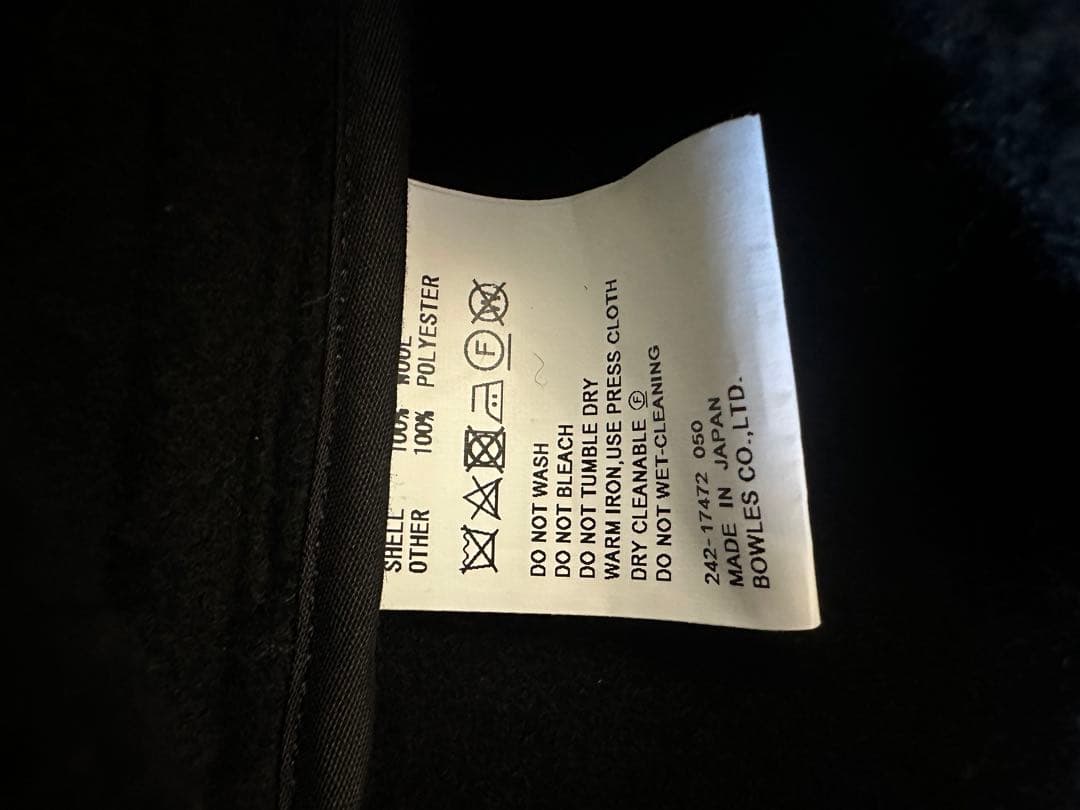 SHELL 100% WOOL
OTHER 100% POLYESTER
F W
DO NOT WASH
DO NOT BLEACH
DO NOT TUMBLE DRY
WARM IRON,USE PRESS CLOTH
DRY CLEANABLE Ⓕ
DO NOT WET-CLEANING
242-17472 050
MADE IN JAPAN
BOWLES CO.,LTD.